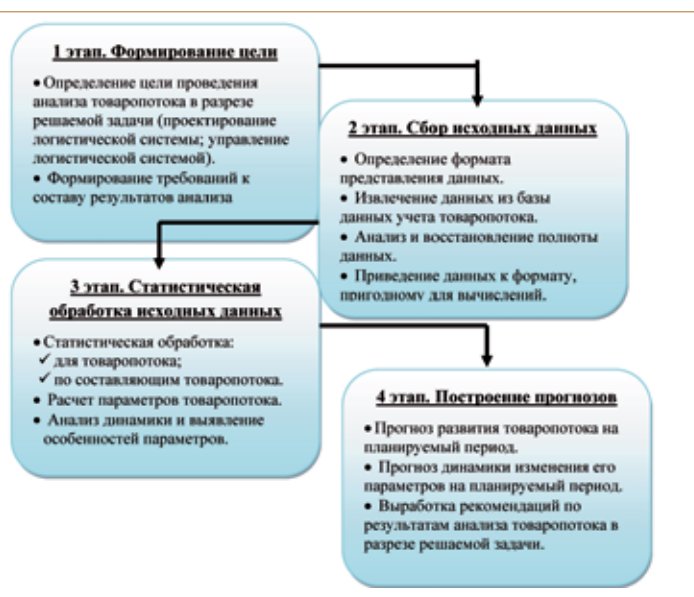 1 этап. Формирование цели
• Определение цели проведения
анализа товаропотока в разрезе
решаемой задачи (проектирование
логистической системы; управление
логистической системой).
• Формирование требований к
составу результатов анализа
2 этап. Сбор исходных данных
• Определение формата
представления данных.
• Извлечение данных из базы
данных учета товаропотока.
• Анализ и восстановление полноты
данных.
• Приведение данных к формату,
пригодному для вычислений.
3 этап. Статистическая
обработка исходных данных
• Статистическая обработка:
✓ для товаропотока;
✓ по составляющим товаропотока.
• Расчет параметров товаропотока.
• Анализ динамики и выявление
особенностей параметров.
4 этап. Построение прогнозов
• Прогноз развития товаропотока на
планируемый период.
• Прогноз динамики изменения его
параметров на планируемый период.
• Выработка рекомендаций по
результатам анализа товаропотока в
разрезе решаемой задачи.